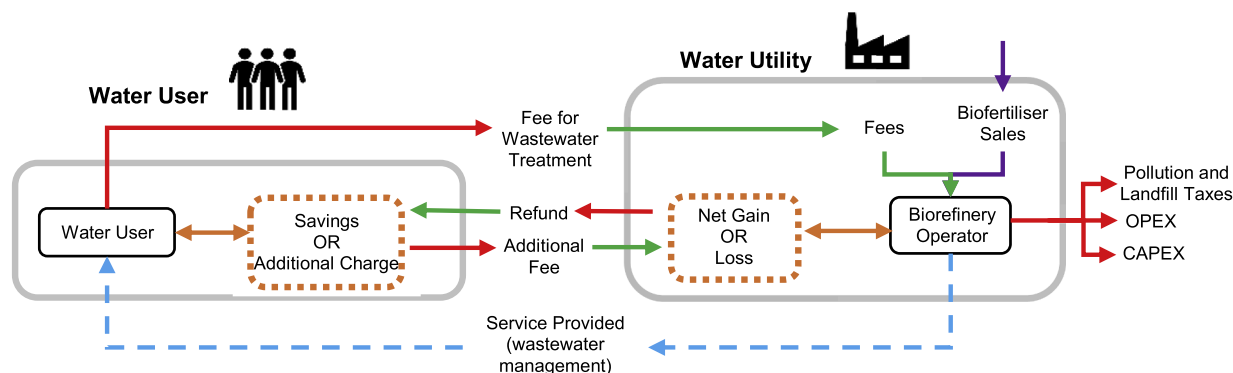 Water User
Water Utility
Fee for
Wastewater
Treatment
Fees
Biofertiliser
Sales
Pollution and
Landfill Taxes
OPEX
CAPEX
Water User
Savings
OR
Additional Charge
Refund
Additional
Fee
Net Gain
OR
Loss
Biorefinery
Operator
Service Provided
(wastewater
management)